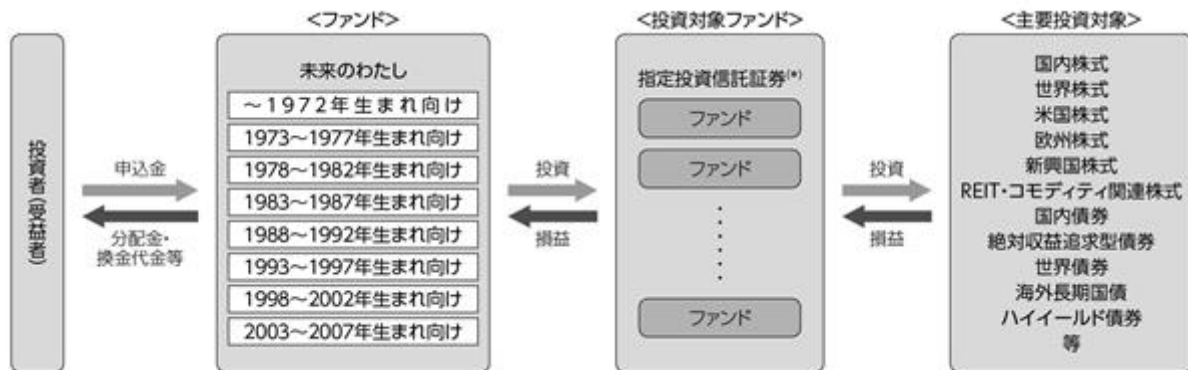 投資者(受益者)
申込金
分配金・
換金代金等
<ファンド>
未来のわたし
～1972年生まれ向け
1973～1977年生まれ向け
1978～1982年生まれ向け
1983～1987年生まれ向け
1988～1992年生まれ向け
1993～1997年生まれ向け
1998～2002年生まれ向け
2003～2007年生まれ向け
投資
損益
<投資対象ファンド>
指定投資信託証券(*)
ファンド
ファンド
ファンド
投資
損益
<主要投資対象>
国内株式
世界株式
米国株式
欧州株式
新興国株式
REIT・コモディティ関連株式
国内債券
絶対収益追求型債券
世界債券
海外長期国債
ハイイールド債券
等